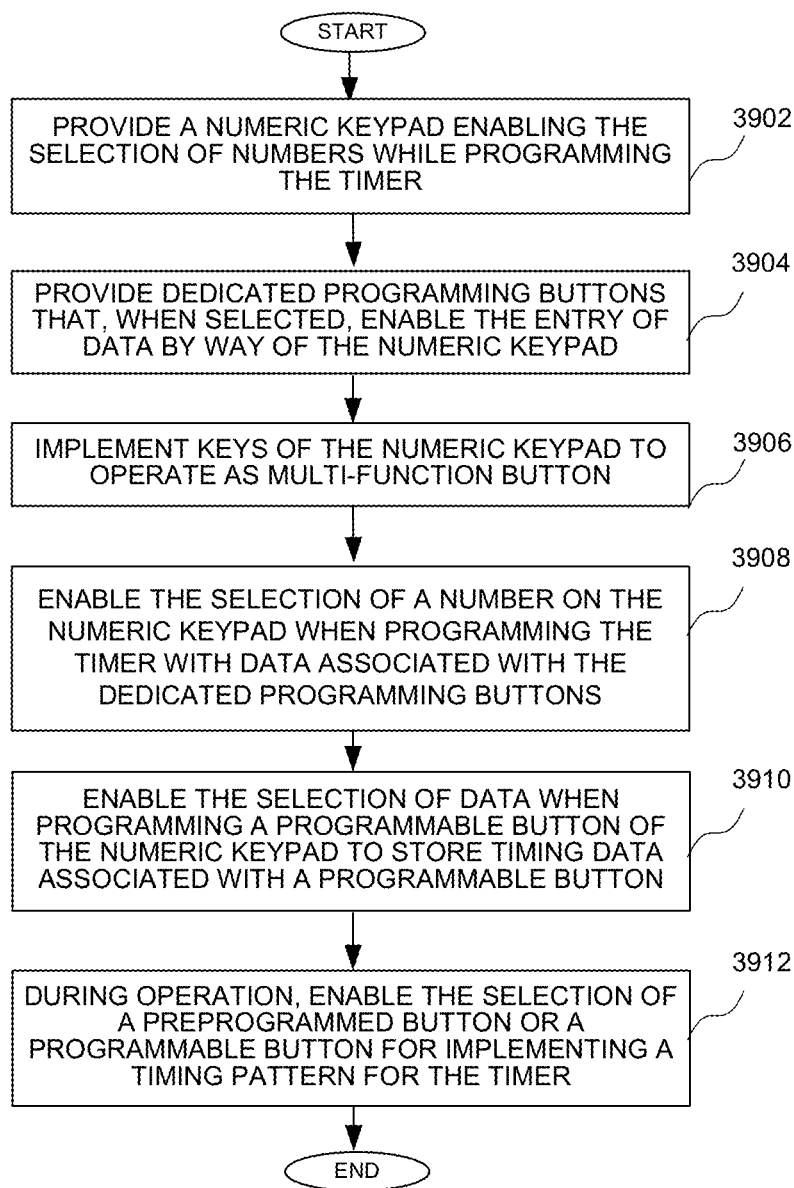 START
PROVIDE A NUMERIC KEYPAD ENABLING THE
SELECTION OF NUMBERS WHILE PROGRAMMING
THE TIMER
3902
PROVIDE DEDICATED PROGRAMMING BUTTONS
THAT, WHEN SELECTED, ENABLE THE ENTRY OF
DATA BY WAY OF THE NUMERIC KEYPAD
3904
IMPLEMENT KEYS OF THE NUMERIC KEYPAD TO
OPERATE AS MULTI-FUNCTION BUTTON
3906
ENABLE THE SELECTION OF A NUMBER ON THE
NUMERIC KEYPAD WHEN PROGRAMMING THE
TIMER WITH DATA ASSOCIATED WITH THE
DEDICATED PROGRAMMING BUTTONS
3908
ENABLE THE SELECTION OF DATA WHEN
PROGRAMMING A PROGRAMMABLE BUTTON OF
THE NUMERIC KEYPAD TO STORE TIMING DATA
ASSOCIATED WITH A PROGRAMMABLE BUTTON
3910
DURING OPERATION, ENABLE THE SELECTION OF
A PREPROGRAMMED BUTTON OR A
PROGRAMMABLE BUTTON FOR IMPLEMENTING A
TIMING PATTERN FOR THE TIMER
3912
END